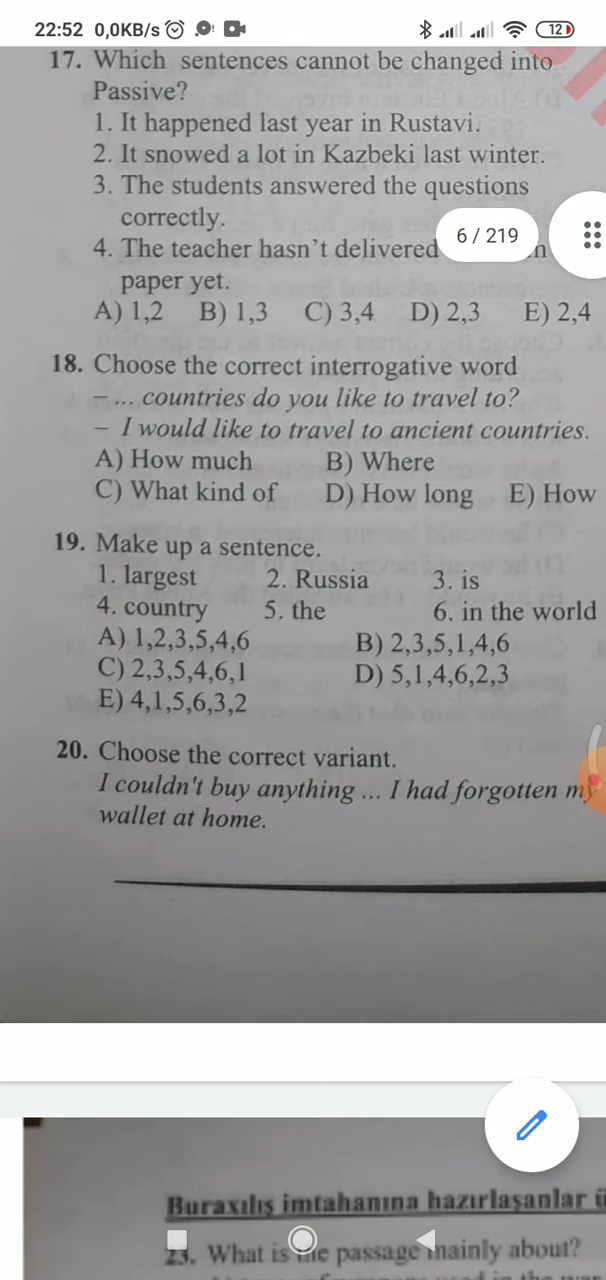 22:52 0,0KB/s
12
17. Which sentences cannot be changed into
Passive?
1. It happened last year in Rustavi.
2. It snowed a lot in Kazbeki last winter.
3. The students answered the questions
correctly.
6 / 219
4. The teacher hasn't delivered
paper yet.
A) 1,2 B) 1,3 C) 3,4 D) 2,3 E) 2,4
18. Choose the correct interrogative word
– ... countries do you like to travel to?
– I would like to travel to ancient countries.
A) How much B) Where
C) What kind of D) How long E) How
19. Make up a sentence.
1. largest 2. Russia 3. is
4. country 5. the 6. in the world
A) 1,2,3,5,4,6 B) 2,3,5,1,4,6
C) 2,3,5,4,6,1 D) 5,1,4,6,2,3
E) 4,1,5,6,3,2
20. Choose the correct variant.
I couldn't buy anything ... I had forgotten my
wallet at home.
Buraxılış imtahanına hazırlaşanlar ü
23. What is the passage mainly about?